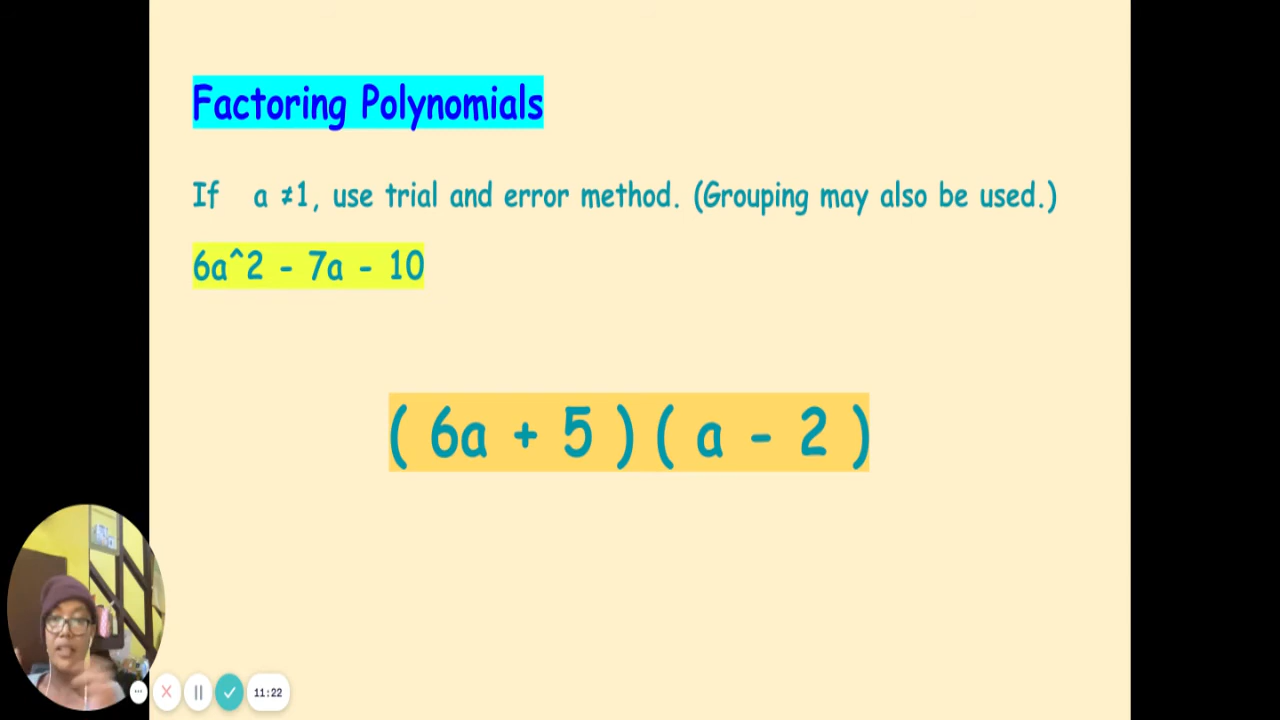 Factoring Polynomials
If a ≠1, use trial and error method. (Grouping may also be used.)
6a^2 - 7a - 10
( 6a + 5 ) ( a - 2 )
11:22